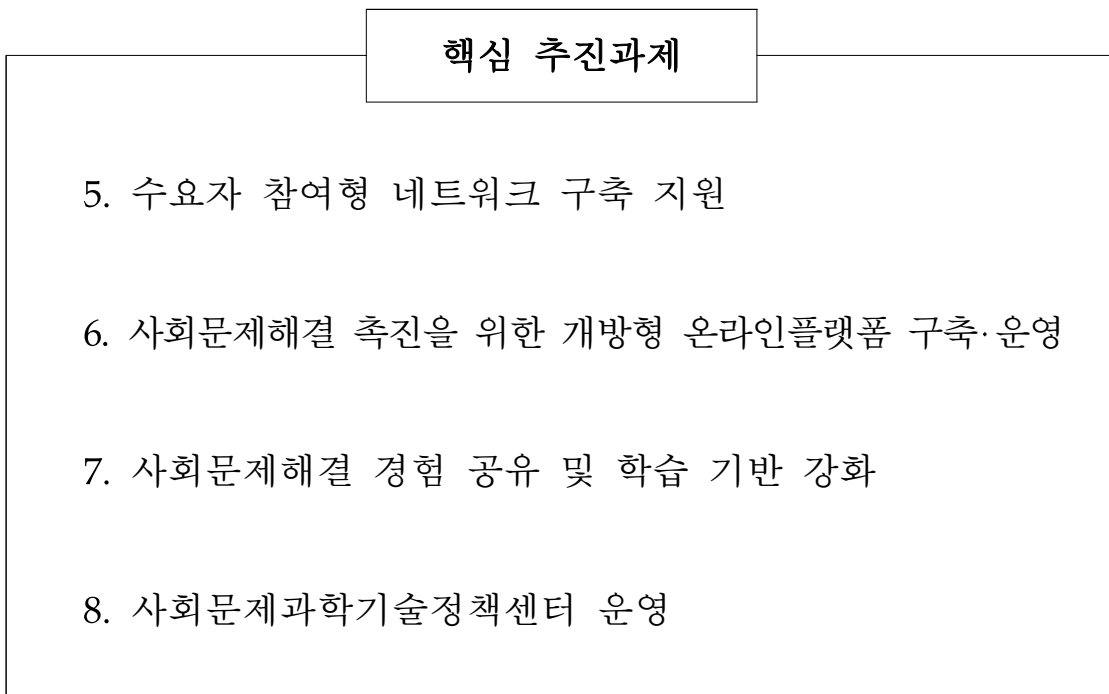 핵심 추진과제
5. 수요자 참여형 네트워크 구축 지원
6. 사회문제해결 촉진을 위한 개방형 온라인플랫폼 구축·운영
7. 사회문제해결 경험 공유 및 학습 기반 강화
8. 사회문제과학기술정책센터 운영